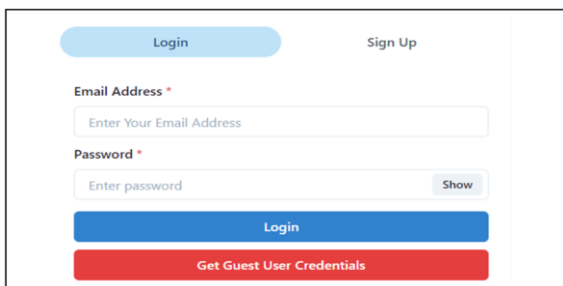 Login Sign Up
Email Address *
Enter Your Email Address
Password *
Enter password Show
Login
Get Guest User Credentials